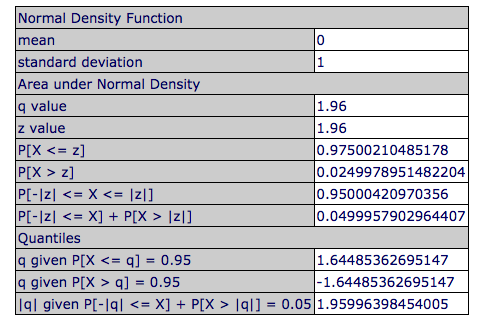 Normal Density Function
mean 0
standard deviation 1
Area under Normal Density
q value 1.96
z value 1.96
P[X <= z] 0.97500210485178
P[X > z] 0.0249978951482204
P[-|z| <= X <= |z|] 0.95000420970356
P[-|z| <= X] + P[X > |z|] 0.0499957902964407
Quantiles
q given P[X <= q] = 0.95 1.64485362695147
q given P[X > q] = 0.95 -1.64485362695147
|q| given P[-|q| <= X] + P[X > |q|] = 0.05 1.95996398454005